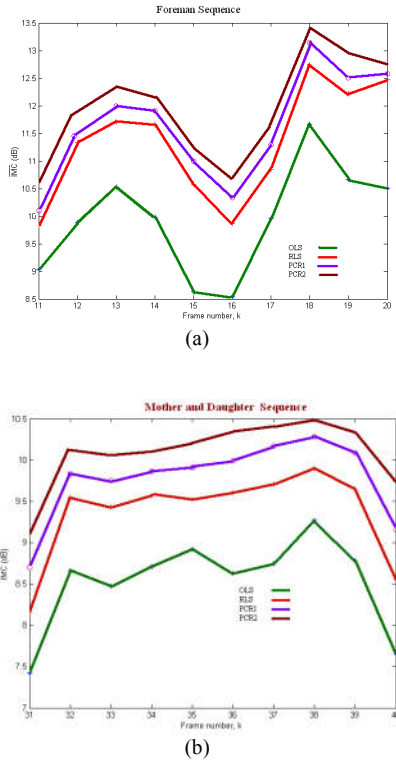 Foreman Sequence
13.5
13
12.5
12
11.5
11
10.5
10
9.5
9
8.5
IMC (dB)
OLS
RLS
PCR1
PCR2
11 12 13 14 15 16 17 18 19 20
Frame number, k
(a)
Mother and Daughter Sequence
10.5
10
9.5
9
8.5
8
7.5
7
IMC (dB)
OLS
RLS
PCR1
PCR2
31 32 33 34 35 36 37 38 39
Frame number, k
(b)